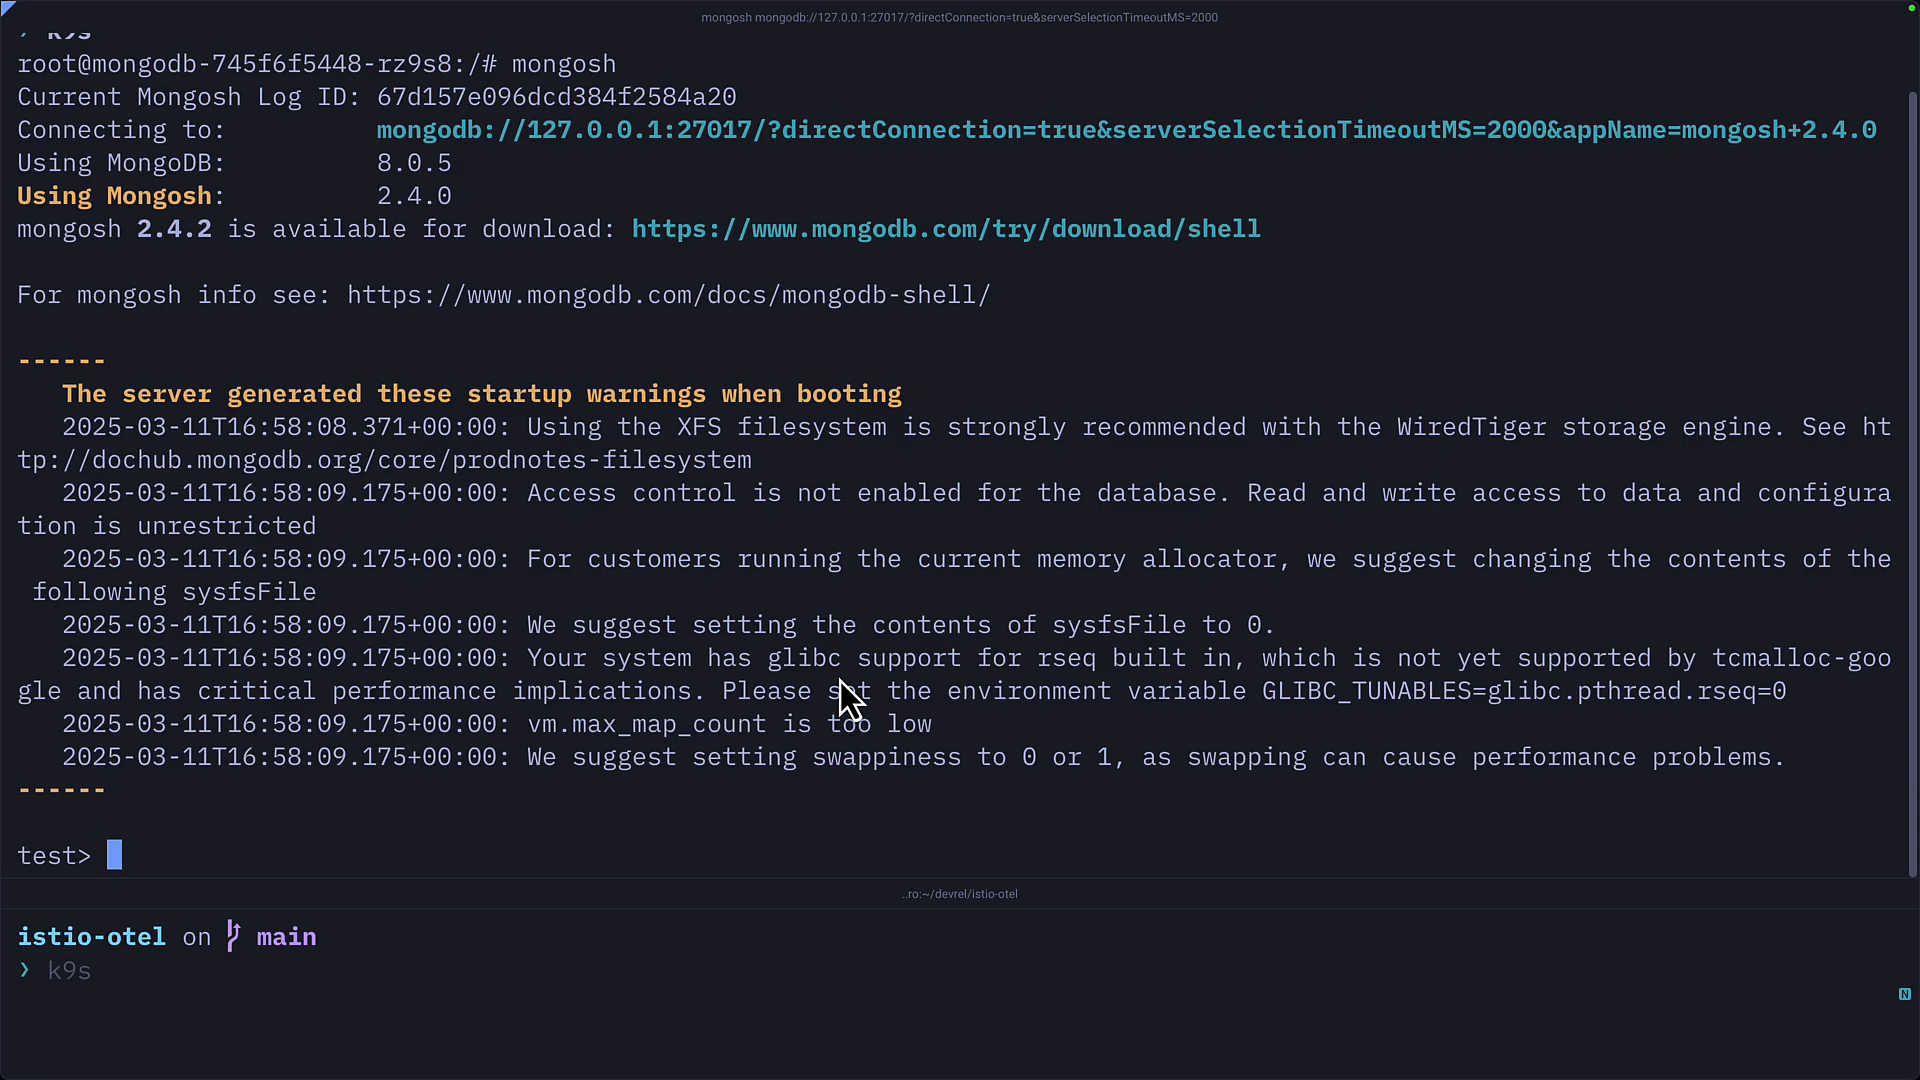 mongosh mongodb://127.0.0.1:27017/?directConnection=true&serverSelectionTimeoutMS=2000
› k9s
root@mongodb-745f6f5448-rz9s8:/# mongosh
Current Mongosh Log ID: 67d157e096dcd384f2584a20
Connecting to:          mongodb://127.0.0.1:27017/?directConnection=true&serverSelectionTimeoutMS=2000&appName=mongosh+2.4.0
Using MongoDB:          8.0.5
Using Mongosh:          2.4.0
mongosh 2.4.2 is available for download: https://www.mongodb.com/try/download/shell
For mongosh info see: https://www.mongodb.com/docs/mongodb-shell/
------
   The server generated these startup warnings when booting
   2025-03-11T16:58:08.371+00:00: Using the XFS filesystem is strongly recommended with the WiredTiger storage engine. See ht
tp://dochub.mongodb.org/core/prodnotes-filesystem
   2025-03-11T16:58:09.175+00:00: Access control is not enabled for the database. Read and write access to data and configura
tion is unrestricted
   2025-03-11T16:58:09.175+00:00: For customers running the current memory allocator, we suggest changing the contents of the
 following sysfsFile
   2025-03-11T16:58:09.175+00:00: We suggest setting the contents of sysfsFile to 0.
   2025-03-11T16:58:09.175+00:00: Your system has glibc support for rseq built in, which is not yet supported by tcmalloc-goo
gle and has critical performance implications. Please set the environment variable GLIBC_TUNABLES=glibc.pthread.rseq=0
   2025-03-11T16:58:09.175+00:00: vm.max_map_count is too low
   2025-03-11T16:58:09.175+00:00: We suggest setting swappiness to 0 or 1, as swapping can cause performance problems.
------
test>
..ro:~/devrel/istio-otel
istio-otel on main
❯ k9s
N